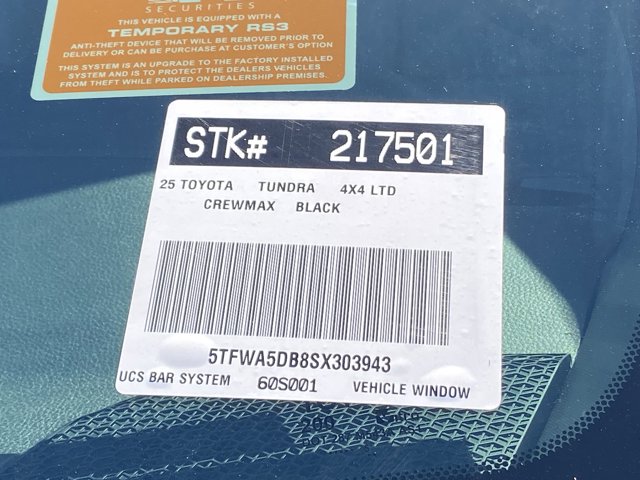 SECURITIES
THIS VEHICLE IS EQUIPPED WITH A
TEMPORARY RS3
ANTI-THEFT DEVICE THAT WILL BE REMOVED PRIOR TO
DELIVERY OR CAN BE PURCHASE AT CUSTOMER'S OPTION
THIS SYSTEM IS AN UPGRADE TO THE FACTORY INSTALLED
SYSTEM AND IS TO PROTECT THE DEALERS VEHICLES
FROM THEFT WHILE PARKED ON DEALERSHIP PREMISES.
STK# 217501
25 TOYOTA TUNDRA 4X4 LTD
CREWMAX BLACK
5TFWA5DB8SX303943
UCS BAR SYSTEM 60S001 VEHICLE WINDOW